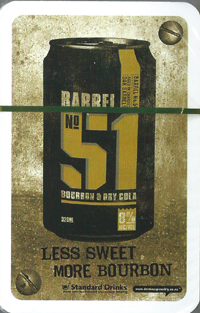 BARREL
No
51
BOURBON & DRY COLA
8%
LESS SWEET
MORE BOURBON
Standard Drinks